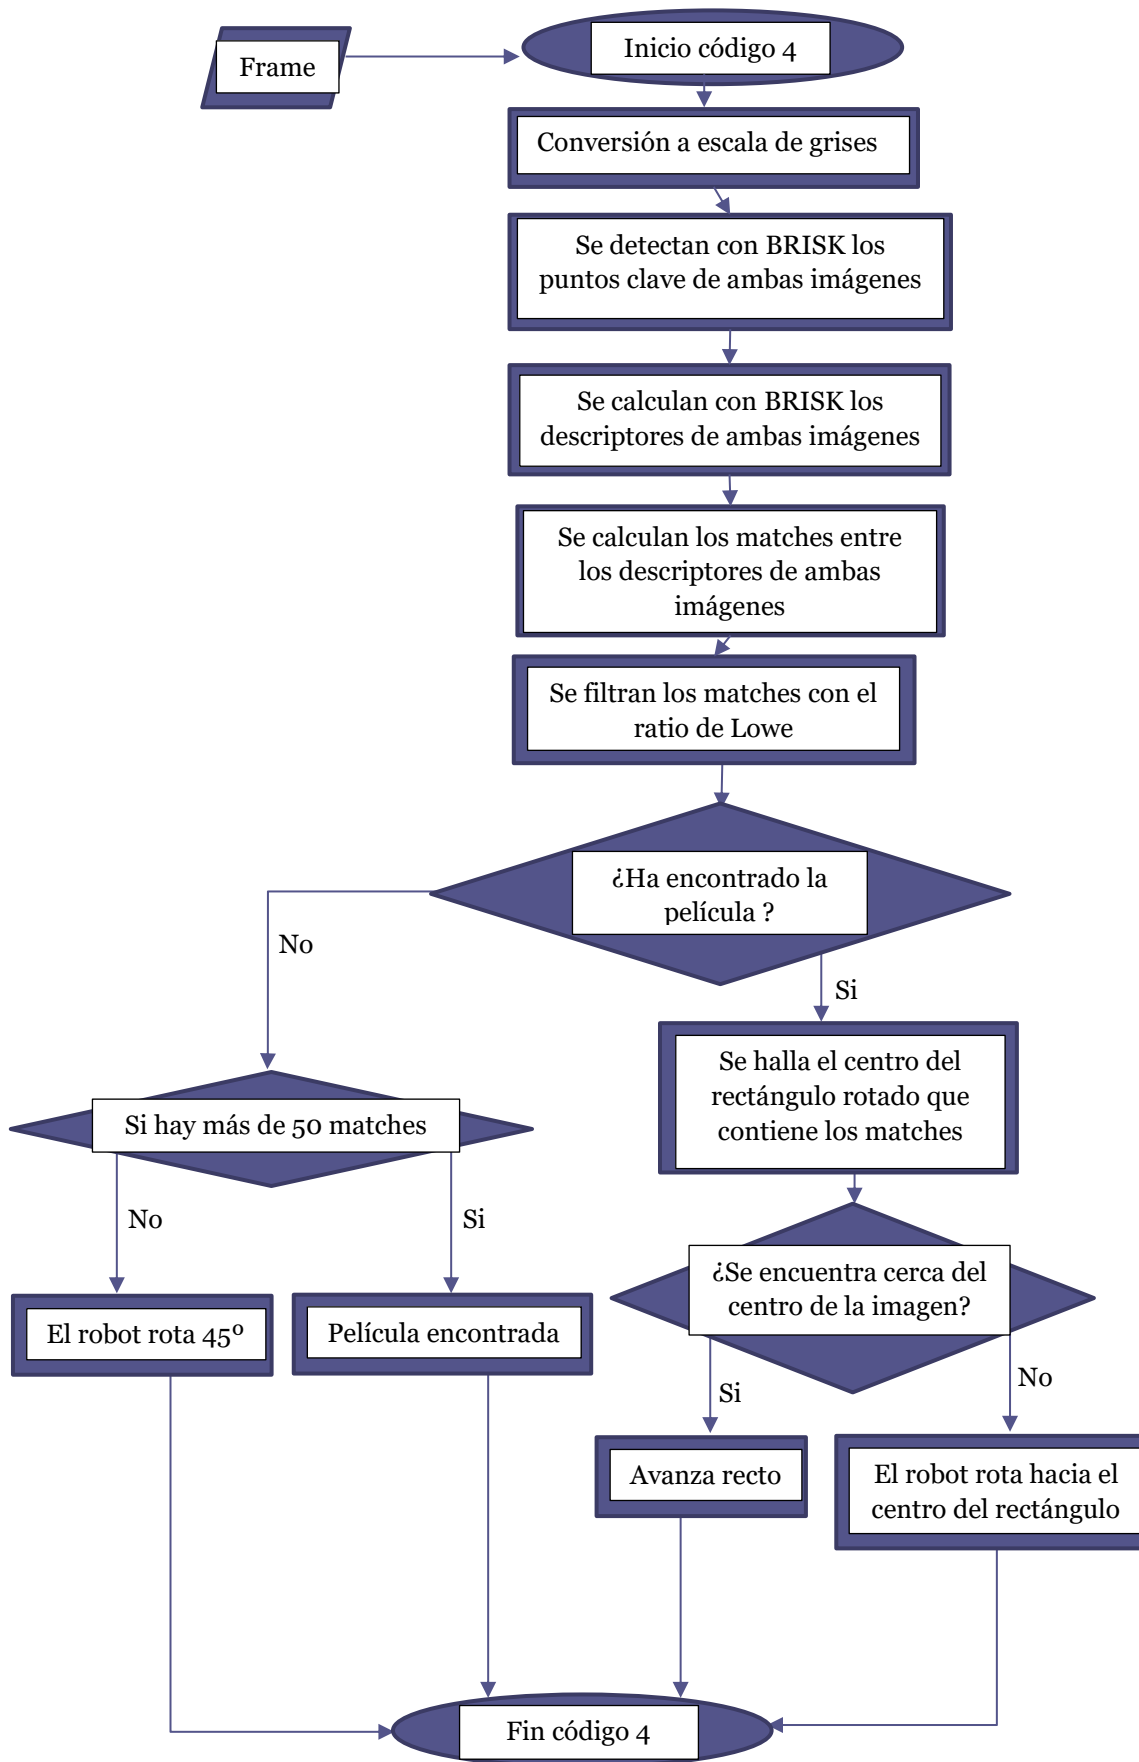 Frame
Inicio código 4
Conversión a escala de grises
Se detectan con BRISK los
puntos clave de ambas imágenes
Se calculan con BRISK los
descriptores de ambas imágenes
Se calculan los matches entre
los descriptores de ambas
imágenes
Se filtran los matches con el
ratio de Lowe
¿Ha encontrado la
película ?
No
Si
Se halla el centro del
rectángulo rotado que
contiene los matches
Si hay más de 50 matches
No
Si
¿Se encuentra cerca del
centro de la imagen?
El robot rota 45º
Película encontrada
Si
No
Avanza recto
El robot rota hacia el
centro del rectángulo
Fin código 4